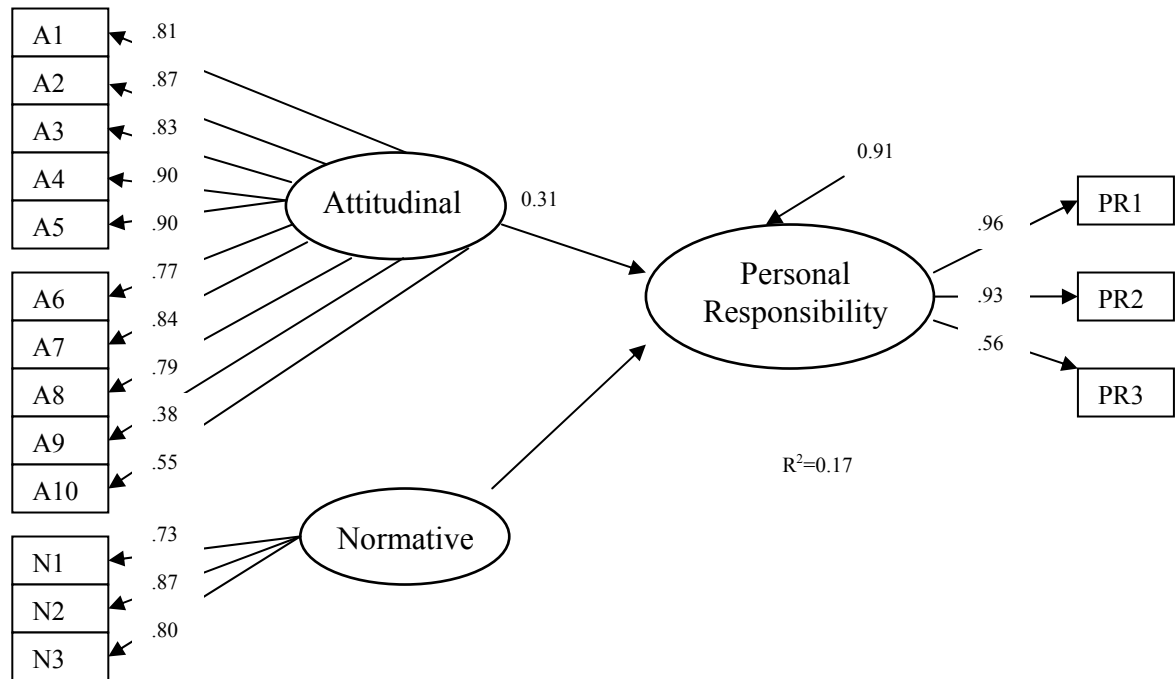 A1
.81
A2
.87
A3
.83
A4
.90
A5
.90
A6
.77
A7
.84
A8
.79
A9
.38
A10
.55
N1
.73
N2
.87
N3
.80
Attitudinal
0.31
Normative
0.91
Personal
Responsibility
R²=0.17
.96
PR1
.93
PR2
.56
PR3